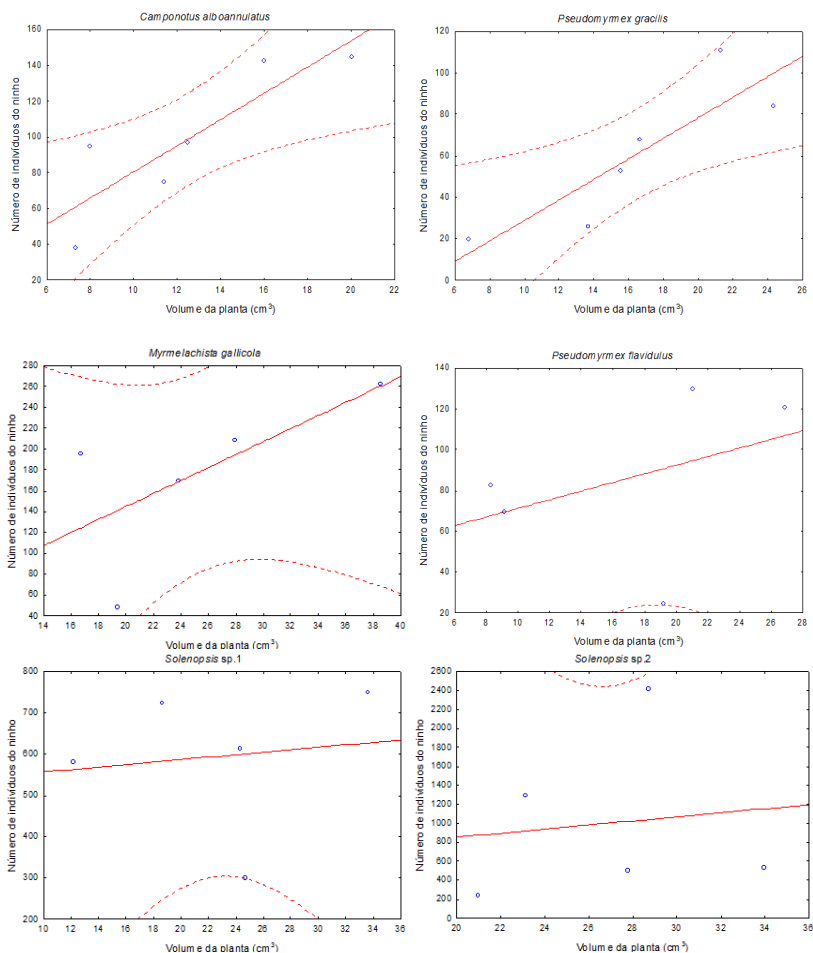 Camponotus alboannulatus
Número de indivíduos do ninho
160
140
120
100
80
60
40
20
6 8 10 12 14 16 18 20 22
Volume da planta (cm³)
Pseudomyrmex gracilis
Número de indivíduos do ninho
120
100
80
60
40
20
0
6 8 10 12 14 16 18 20 22 24 26
Volume da planta (cm³)
Myrmelachista gallicola
Número de indivíduos do ninho
280
260
240
220
200
180
160
140
120
100
80
60
40
14 16 18 20 22 24 26 28 30 32 34 36 38 40
Volume da planta (cm³)
Pseudomyrmex flavidulus
Número de indivíduos do ninho
140
120
100
80
60
40
20
6 8 10 12 14 16 18 20 22 24 26 28
Volume da planta (cm³)
Solenopsis sp.1
Número de indivíduos do ninho
800
700
600
500
400
300
200
10 12 14 16 18 20 22 24 26 28 30 32 34 36
Volume da planta (cm³)
Solenopsis sp.2
Número de indivíduos do ninho
2600
2400
2200
2000
1800
1600
1400
1200
1000
800
600
400
200
0
20 22 24 26 28 30 32 34 36
Volume da planta (cm³)